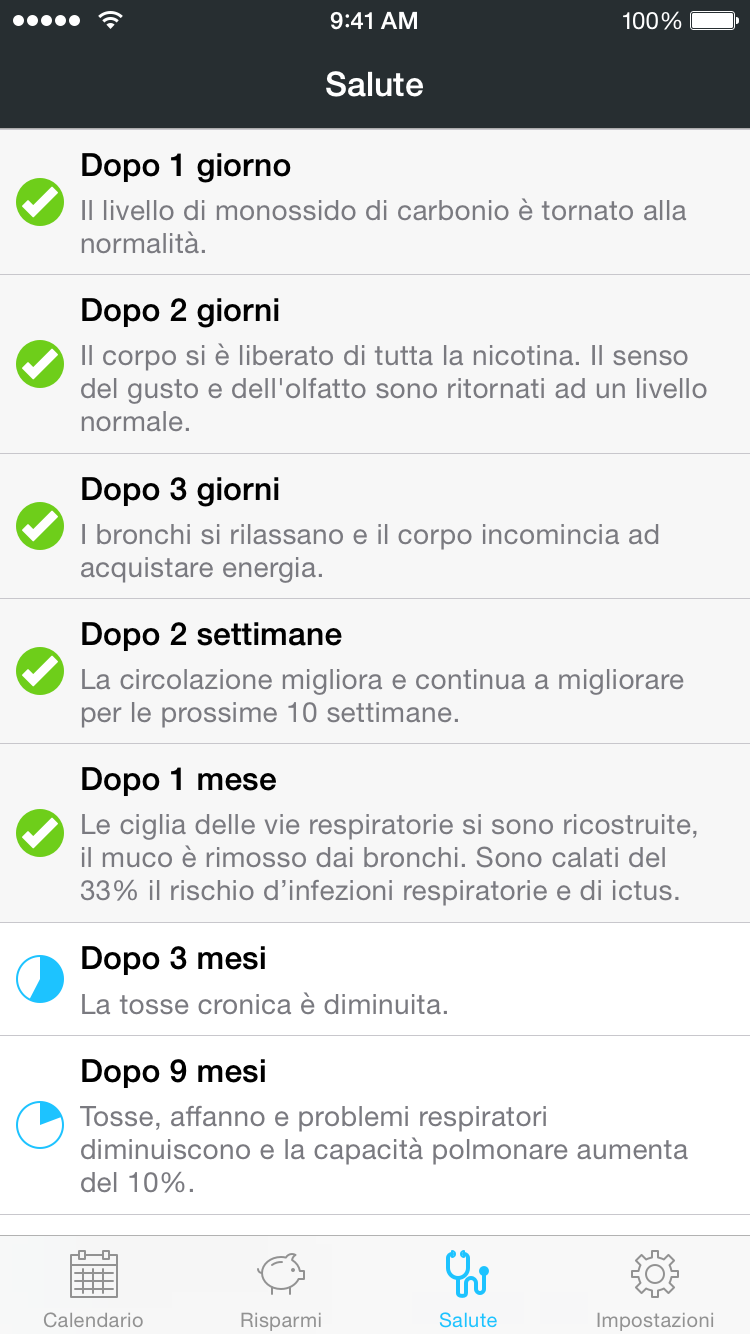 9:41 AM 100%
Salute
Dopo 1 giorno
Il livello di monossido di carbonio è tornato alla
normalità.
Dopo 2 giorni
Il corpo si è liberato di tutta la nicotina. Il senso
del gusto e dell'olfatto sono ritornati ad un livello
normale.
Dopo 3 giorni
I bronchi si rilassano e il corpo incomincia ad
acquistare energia.
Dopo 2 settimane
La circolazione migliora e continua a migliorare
per le prossime 10 settimane.
Dopo 1 mese
Le ciglia delle vie respiratorie si sono ricostruite,
il muco è rimosso dai bronchi. Sono calati del
33% il rischio d’infezioni respiratorie e di ictus.
Dopo 3 mesi
La tosse cronica è diminuita.
Dopo 9 mesi
Tosse, affanno e problemi respiratori
diminuiscono e la capacità polmonare aumenta
del 10%.
Calendario Risparmi Salute Impostazioni